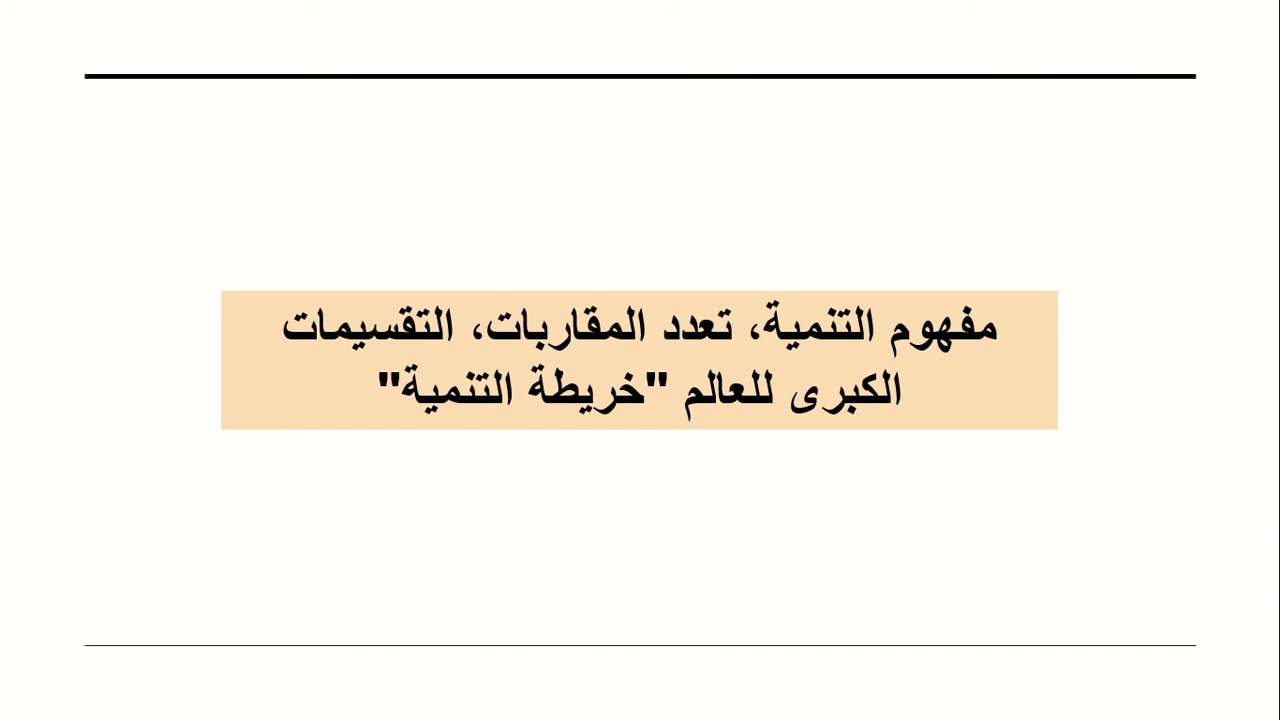 مفهوم التنمية، تعدد المقاربات، التقسيمات
الكبرى للعالم "خريطة التنمية"